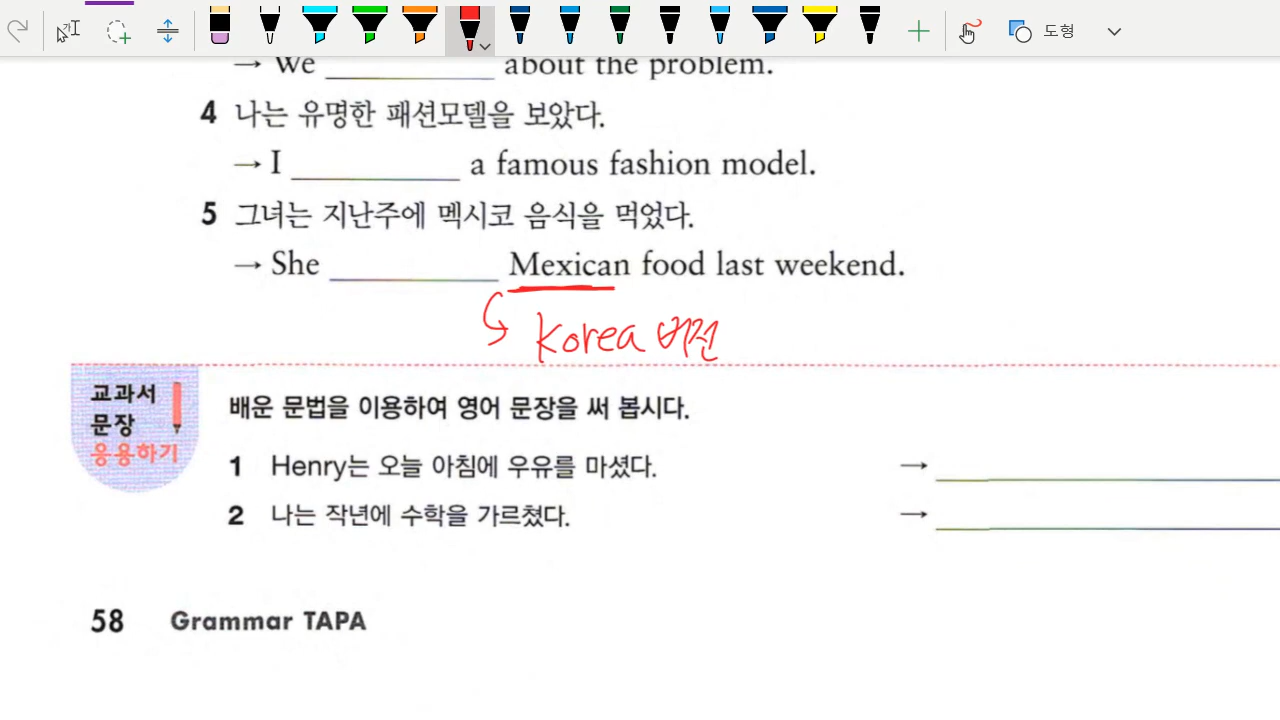 도형
→ We ____________ about the problem.
4 나는 유명한 패션모델을 보았다.
→ I ____________ a famous fashion model.
5 그녀는 지난주에 멕시코 음식을 먹었다.
→ She ____________ Mexican food last weekend.
Korea 버전
교과서
문장
응용하기
배운 문법을 이용하여 영어 문장을 써 봅시다.
1 Henry는 오늘 아침에 우유를 마셨다. → ____________
2 나는 작년에 수학을 가르쳤다. → ____________
58 Grammar TAPA